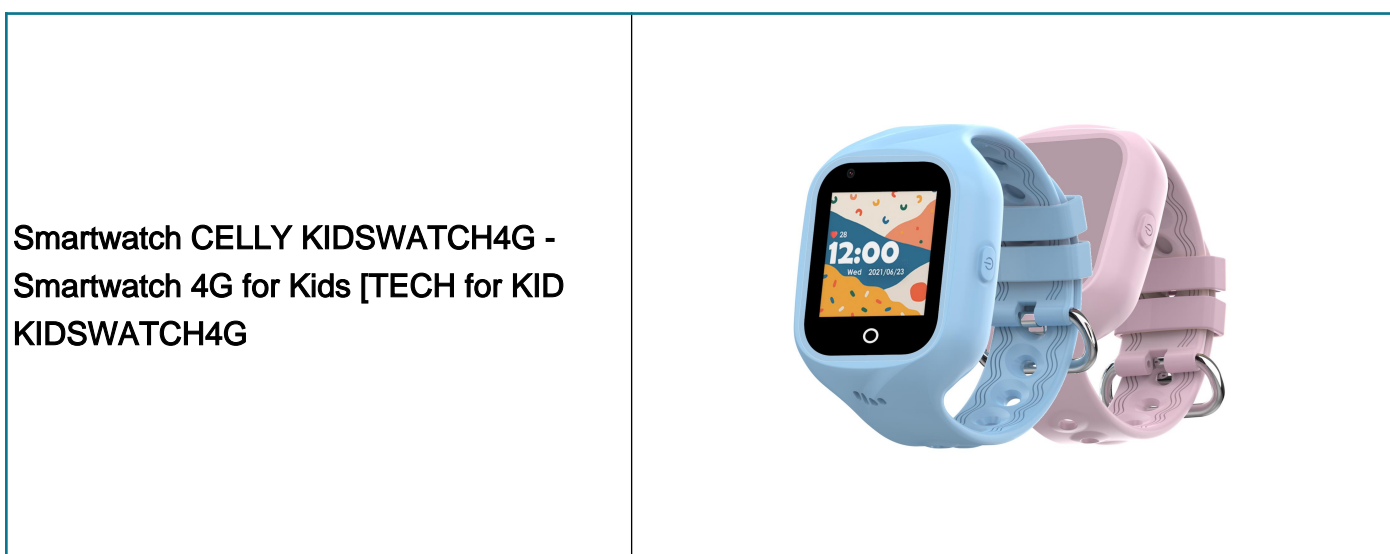 Smartwatch CELLY KIDSWATCH4G -
Smartwatch 4G for Kids [TECH for KID
KIDSWATCH4G
28
12:00
Wed 2021/06/23